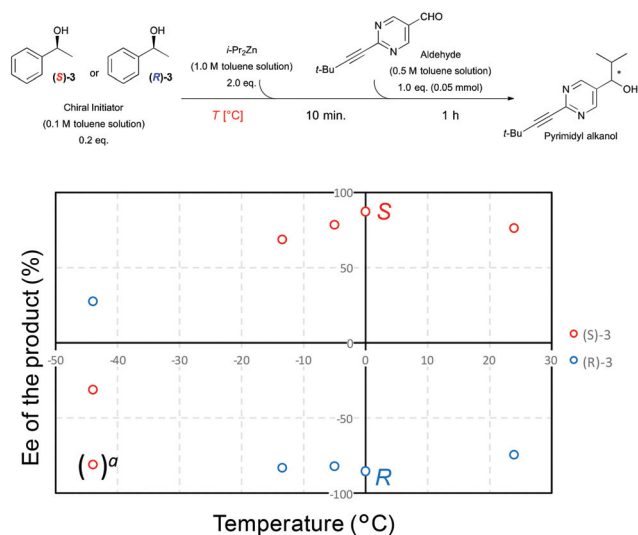 OH
OH
(S)-3
or
(R)-3
Chiral Initiator
(0.1 M toluene solution)
0.2 eq.
i-Pr2Zn
(1.0 M toluene solution)
2.0 eq.
T [°C]
10 min.
N
N
CHO
t-Bu
Aldehyde
(0.5 M toluene solution)
1.0 eq. (0.05 mmol)
1 h
N
N
*
OH
t-Bu
Pyrimidyl alkanol
Ee of the product (%)
100
50
0
-50
-100
-50 -40 -30 -20 -10 0 10 20 30
S
R
( )a
(S)-3
(R)-3
Temperature (°C)